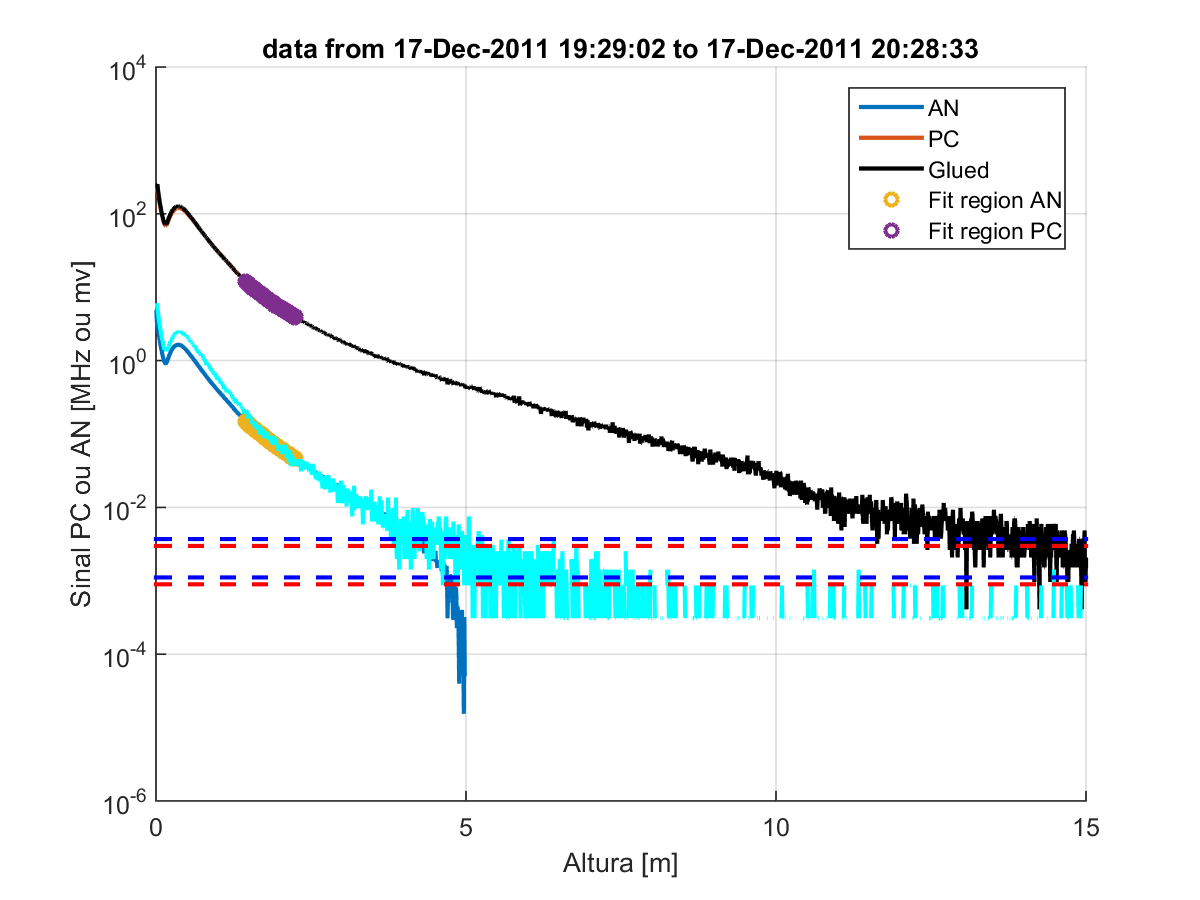 data from 17-Dec-2011 19:29:02 to 17-Dec-2011 20:28:33
AN
PC
Glued
Fit region AN
Fit region PC
Sinal PC ou AN [MHz ou mv]
10^4
10^2
10^0
10^-2
10^-4
10^-6
0 5 10 15
Altura [m]